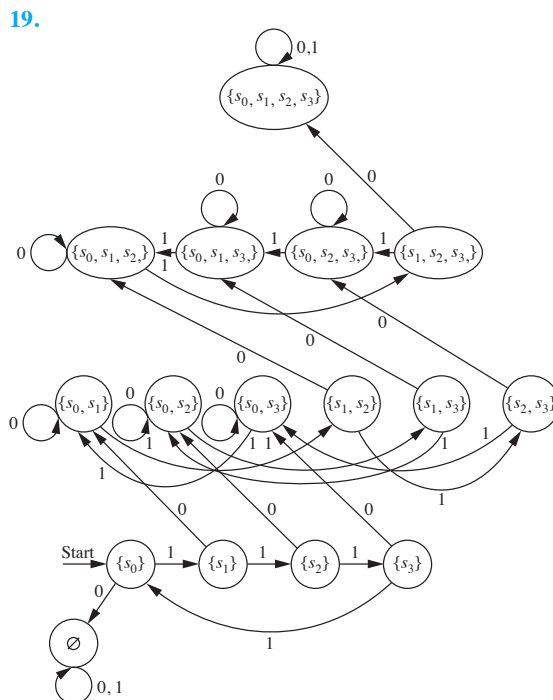 19.
0,1
{s₀, s₁, s₂, s₃}
0
0 0
1 1 1
0 {s₀, s₁, s₂,} {s₀, s₁, s₃,} {s₀, s₂, s₃,} {s₁, s₂, s₃,}
1
0
0
0 0
{s₀, s₁} {s₀, s₂} {s₀, s₃} {s₁, s₂} {s₁, s₃} {s₂, s₃}
0
1 1 1 1 1
1 1
0 0 0
Start
{s₀} 1 {s₁} 1 {s₂} 1 {s₃}
0
1
∅
0, 1